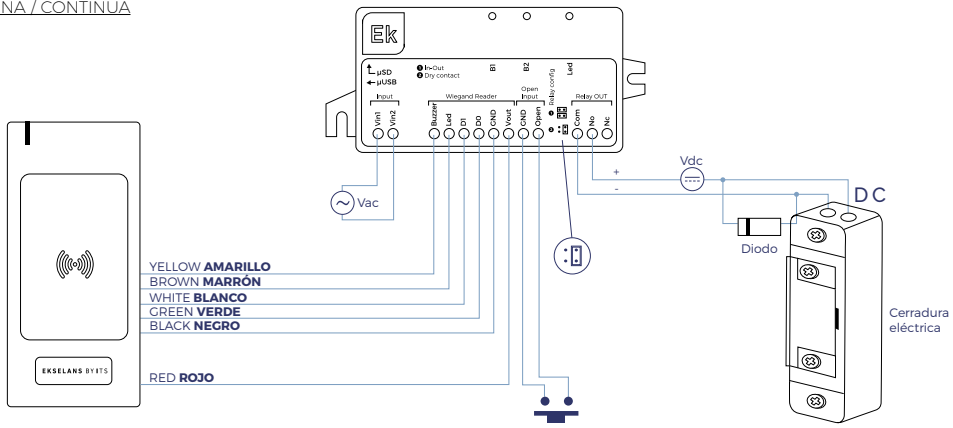 NA / CONTINUA
Ek
µSD
µUSB
1 In-Out
2 Dry contact
B1
B2
Led
Input
Wiegand Reader
Open
Input
Relay config
Relay OUT
Vin1
Vin2
Buzzer
Led
D1
D0
GND
Vout
GND
Open
1
2
Com
No
Nc
Vac
Vdc
+
-
DC
Diodo
Cerradura
eléctrica
YELLOW AMARILLO
BROWN MARRÓN
WHITE BLANCO
GREEN VERDE
BLACK NEGRO
RED ROJO
EKSELANS BY ITS